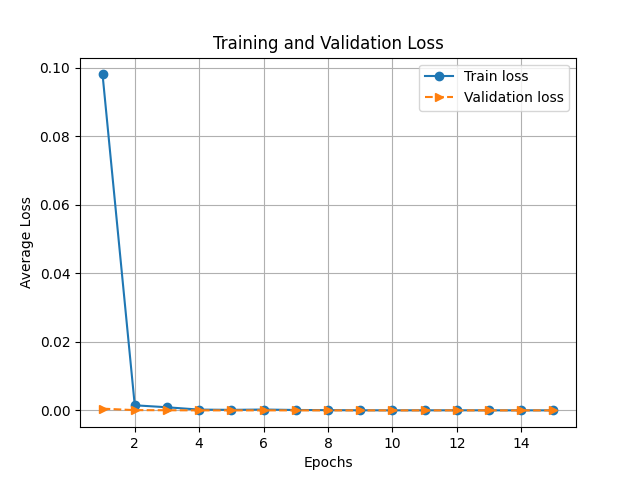 Training and Validation Loss
Train loss
Validation loss
0.10
0.08
0.06
0.04
0.02
0.00
Average Loss
2 4 6 8 10 12 14
Epochs